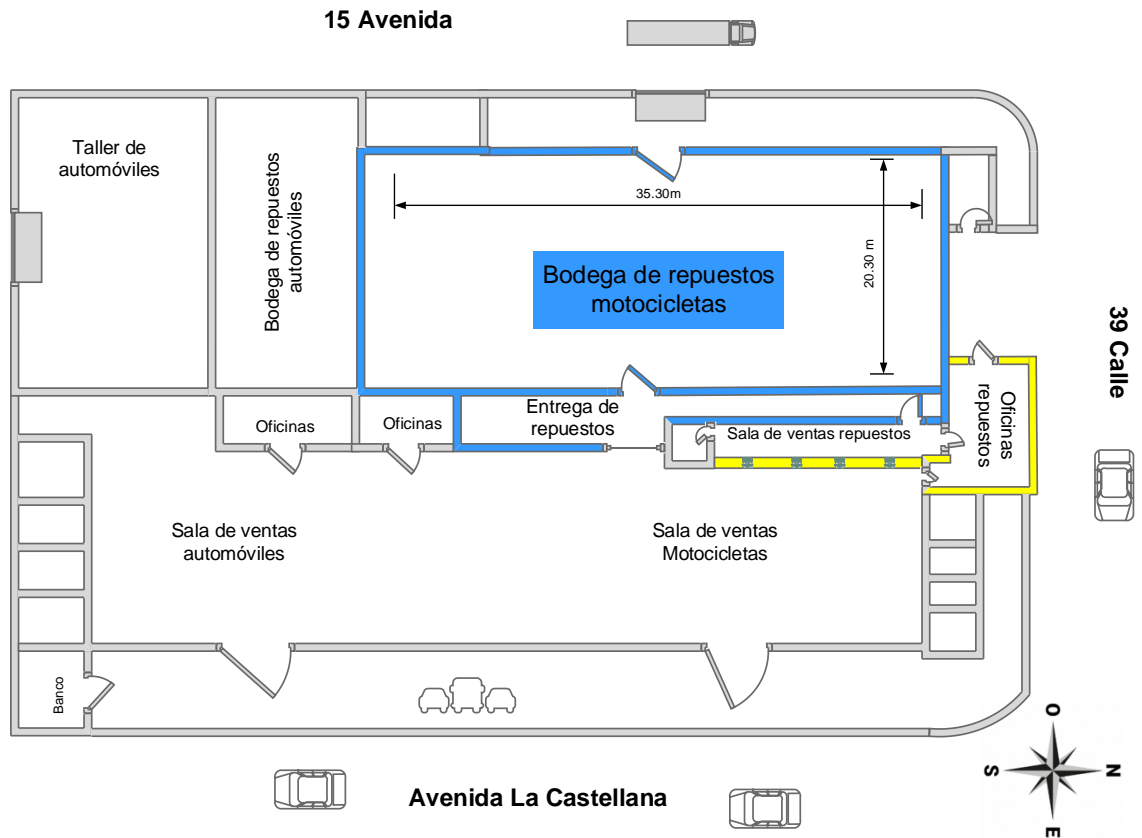 15 Avenida
Taller de
automóviles
Bodega de repuestos
automóviles
35.30m
20.30 m
Bodega de repuestos
motocicletas
39 Calle
Oficinas
repuestos
Entrega de
repuestos
Oficinas
Oficinas
Sala de ventas repuestos
Sala de ventas
automóviles
Sala de ventas
Motocicletas
Banco
Avenida La Castellana
O
S
N
E